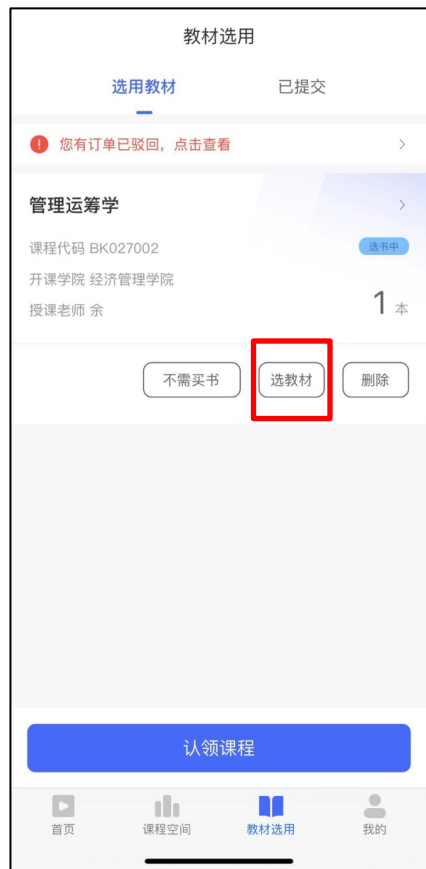 教材选用
选用教材 已提交
您有订单已驳回，点击查看
管理运筹学
课程代码 BK027002 选书中
开课学院 经济管理学院
授课老师 余 1 本
不需买书 选教材 删除
认领课程
首页 课程空间 教材选用 我的